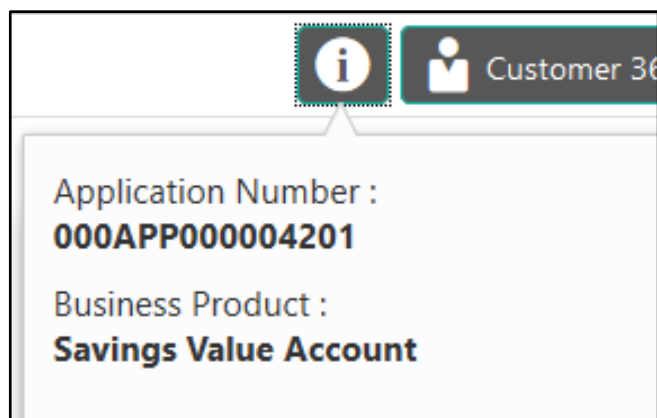 Customer 36
Application Number :
000APP000004201
Business Product :
Savings Value Account